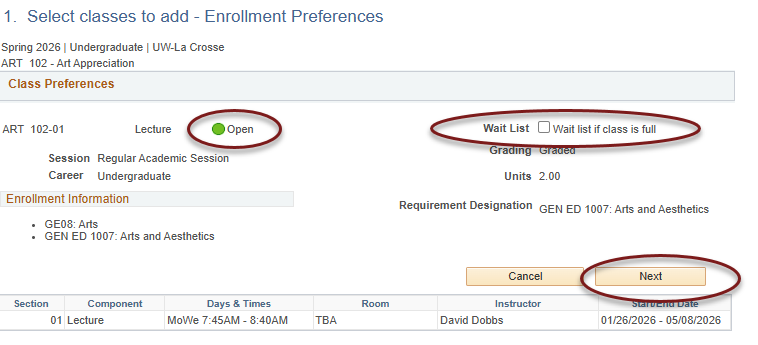 1. Select classes to add - Enrollment Preferences
Spring 2026 | Undergraduate | UW-La Crosse
ART 102 - Art Appreciation
Class Preferences
ART 102-01 Lecture Open Wait List Wait list if class is full
Session Regular Academic Session Grading Graded
Career Undergraduate Units 2.00
Enrollment Information Requirement Designation GEN ED 1007: Arts and Aesthetics
• GE08: Arts
• GEN ED 1007: Arts and Aesthetics
Cancel Next
Section Component Days & Times Room Instructor Start/End Date
01 Lecture MoWe 7:45AM - 8:40AM TBA David Dobbs 01/26/2026 - 05/08/2026